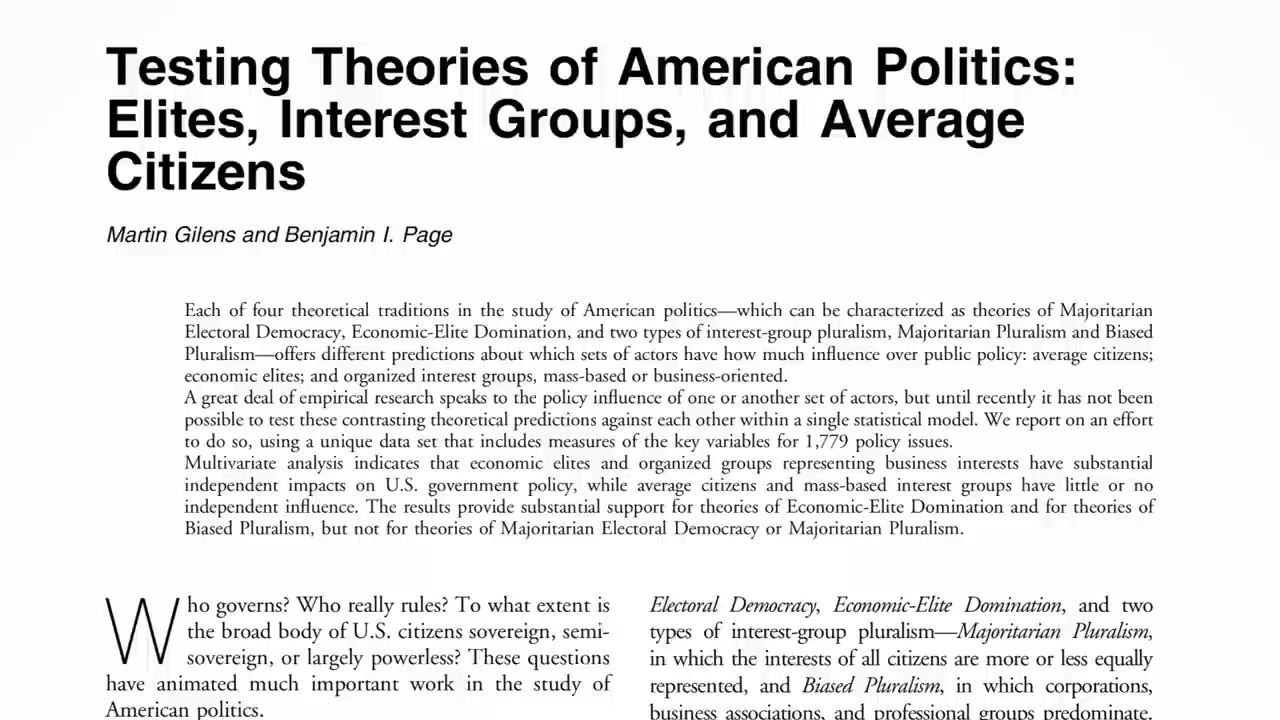 Testing Theories of American Politics:
Elites, Interest Groups, and Average
Citizens
Martin Gilens and Benjamin I. Page
Each of four theoretical traditions in the study of American politics—which can be characterized as theories of Majoritarian
Electoral Democracy, Economic-Elite Domination, and two types of interest-group pluralism, Majoritarian Pluralism and Biased
Pluralism—offers different predictions about which sets of actors have how much influence over public policy: average citizens;
economic elites; and organized interest groups, mass-based or business-oriented.
A great deal of empirical research speaks to the policy influence of one or another set of actors, but until recently it has not been
possible to test these contrasting theoretical predictions against each other within a single statistical model. We report on an effort
to do so, using a unique data set that includes measures of the key variables for 1,779 policy issues.
Multivariate analysis indicates that economic elites and organized groups representing business interests have substantial
independent impacts on U.S. government policy, while average citizens and mass-based interest groups have little or no
independent influence. The results provide substantial support for theories of Economic-Elite Domination and for theories of
Biased Pluralism, but not for theories of Majoritarian Electoral Democracy or Majoritarian Pluralism.
Who governs? Who really rules? To what extent is
the broad body of U.S. citizens sovereign, semi-
sovereign, or largely powerless? These questions
have animated much important work in the study of
American politics.
Electoral Democracy, Economic-Elite Domination, and two
types of interest-group pluralism—Majoritarian Pluralism,
in which the interests of all citizens are more or less equally
represented, and Biased Pluralism, in which corporations,
business associations, and professional groups predominate.